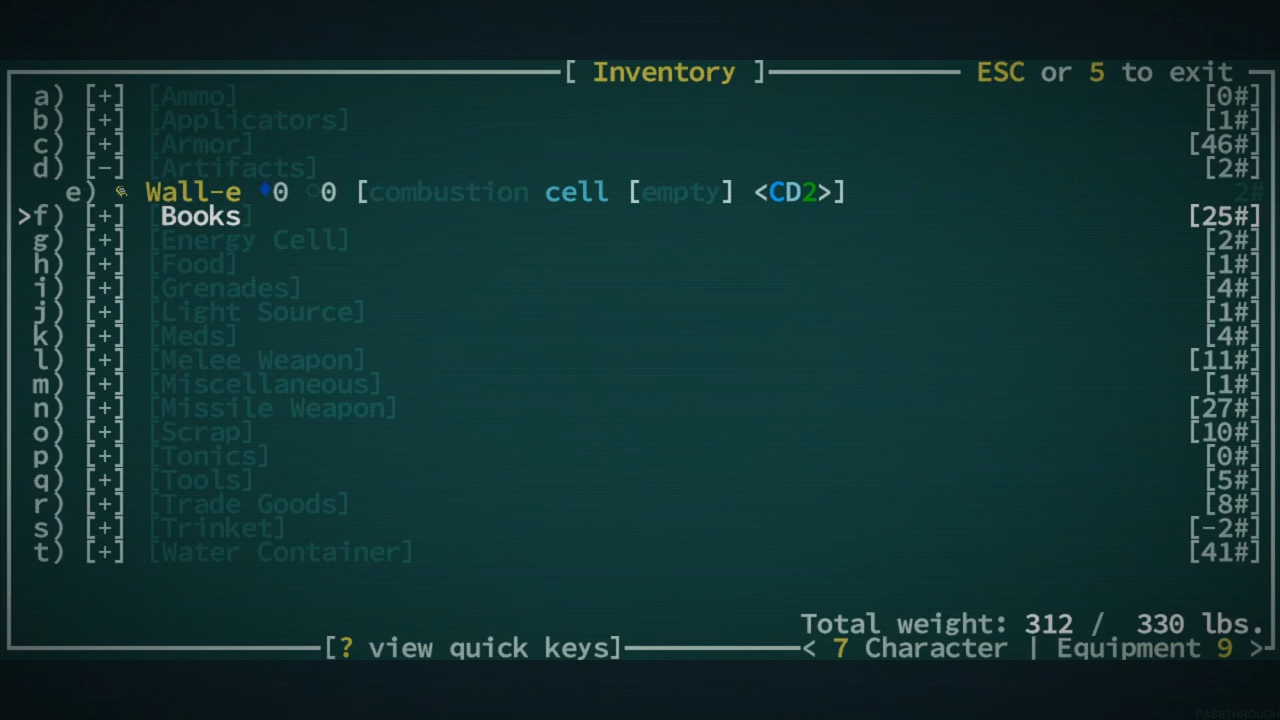 [ Inventory ] ESC or 5 to exit
a) [+] [Ammo] [0#]
b) [+] [Applicators] [1#]
c) [+] [Armor] [46#]
d) [-] [Artifacts] [2#]
e) Wall-e ♦0 ○0 [combustion cell [empty] <CD2>] 2#
>f) [+] Books [25#]
g) [+] [Energy Cell] [2#]
h) [+] [Food] [1#]
i) [+] [Grenades] [4#]
j) [+] [Light Source] [1#]
k) [+] [Meds] [4#]
l) [+] [Melee Weapon] [11#]
m) [+] [Miscellaneous] [1#]
n) [+] [Missile Weapon] [27#]
o) [+] [Scrap] [10#]
p) [+] [Tonics] [0#]
q) [+] [Tools] [5#]
r) [+] [Trade Goods] [8#]
s) [+] [Trinket] [-2#]
t) [+] [Water Container] [41#]
Total weight: 312 / 330 lbs.
[? view quick keys] < 7 Character | Equipment 9 >
PASSTHROUGH